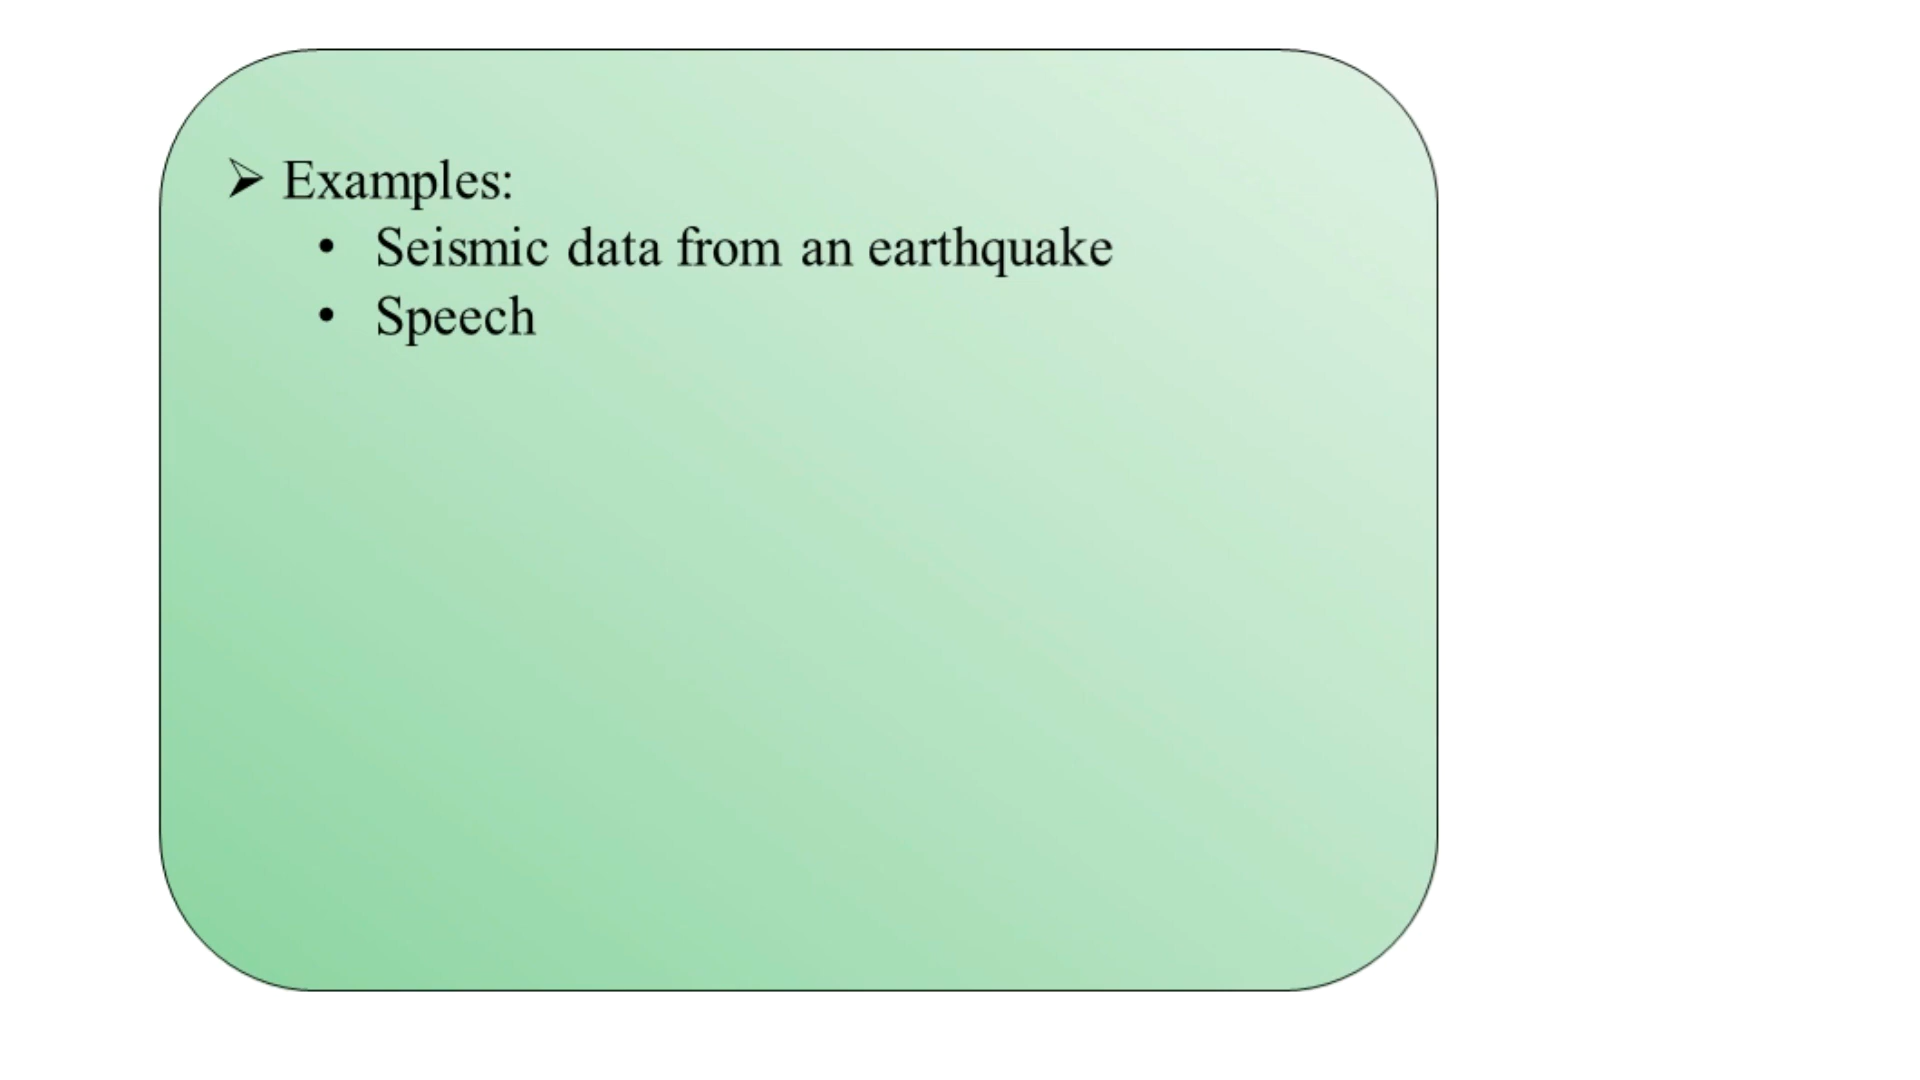 ➢ Examples:
• Seismic data from an earthquake
• Speech